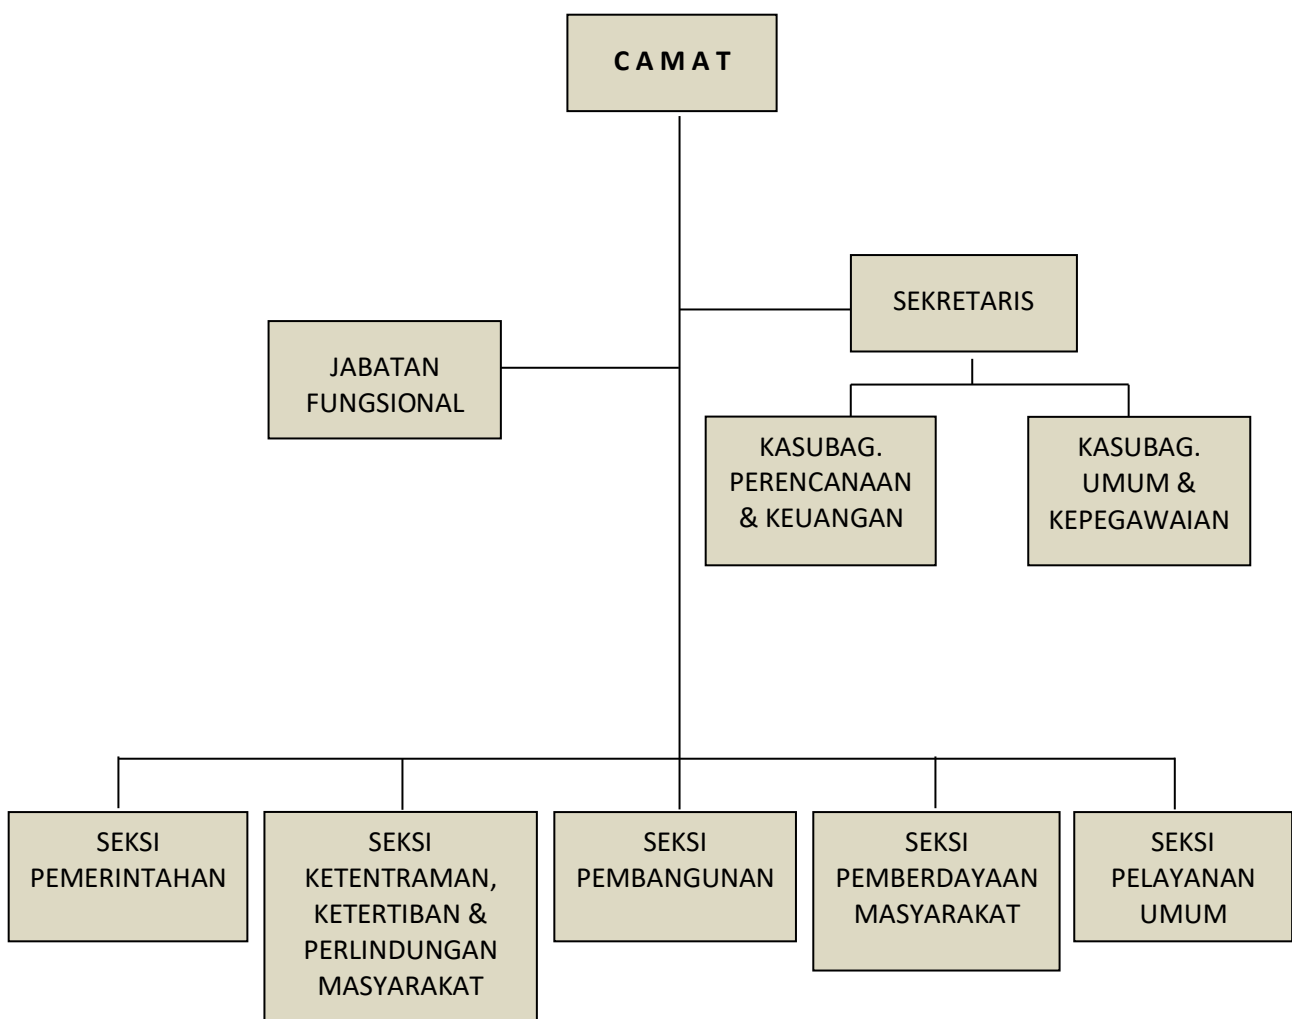 C A M A T
SEKRETARIS
JABATAN
FUNGSIONAL
KASUBAG.
PERENCANAAN
& KEUANGAN
KASUBAG.
UMUM &
KEPEGAWAIAN
SEKSI
PEMERINTAHAN
SEKSI
KETENTRAMAN,
KETERTIBAN &
PERLINDUNGAN
MASYARAKAT
SEKSI
PEMBANGUNAN
SEKSI
PEMBERDAYAAN
MASYARAKAT
SEKSI
PELAYANAN
UMUM